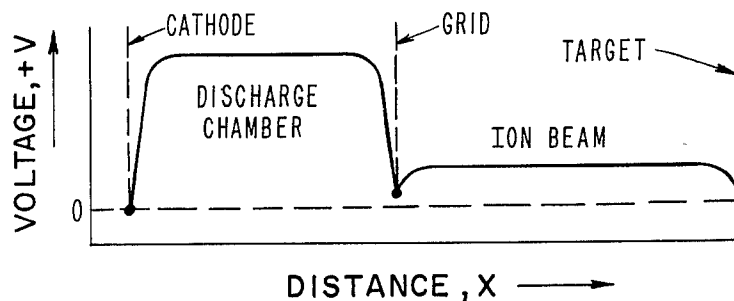 CATHODE
GRID
TARGET
DISCHARGE
CHAMBER
ION BEAM
VOLTAGE,+V
0
DISTANCE,X